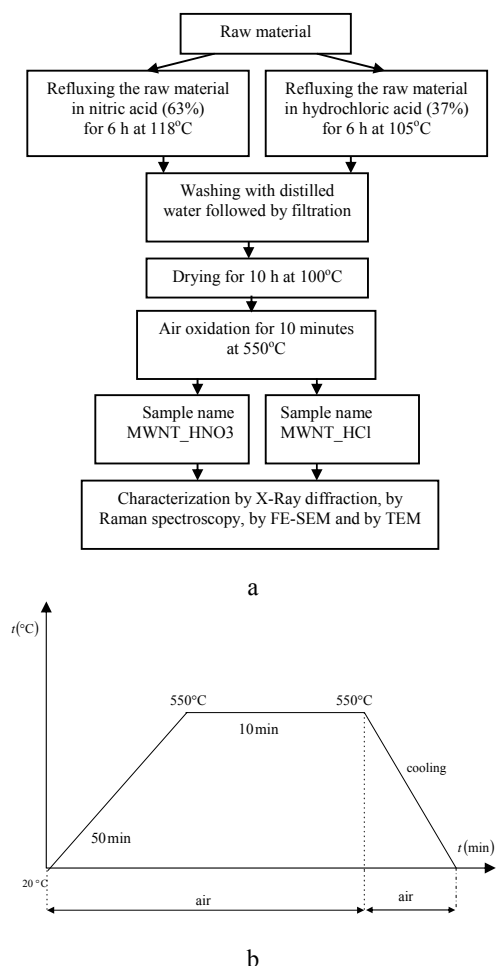 Raw material
Refluxing the raw material
in nitric acid (63%)
for 6 h at 118°C
Refluxing the raw material
in hydrochloric acid (37%)
for 6 h at 105°C
Washing with distilled
water followed by filtration
Drying for 10 h at 100°C
Air oxidation for 10 minutes
at 550°C
Sample name
MWNT_HNO3
Sample name
MWNT_HCl
Characterization by X-Ray diffraction, by
Raman spectroscopy, by FE-SEM and by TEM
a
t(°C)
550°C
550°C
10 min
cooling
50 min
t(min)
20 °C
air
air
b